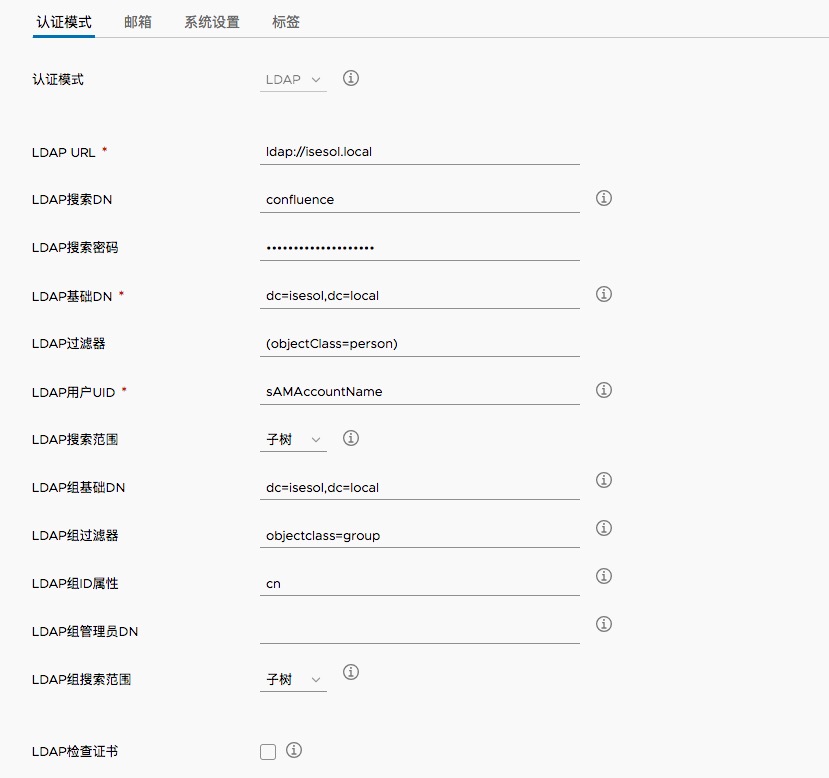 认证模式 邮箱 系统设置 标签
认证模式 LDAP
LDAP URL * ldap://isesol.local
LDAP搜索DN confluence
LDAP搜索密码 ••••••••••••••••••••
LDAP基础DN * dc=isesol,dc=local
LDAP过滤器 (objectClass=person)
LDAP用户UID * sAMAccountName
LDAP搜索范围 子树
LDAP组基础DN dc=isesol,dc=local
LDAP组过滤器 objectclass=group
LDAP组ID属性 cn
LDAP组管理员DN
LDAP组搜索范围 子树
LDAP检查证书